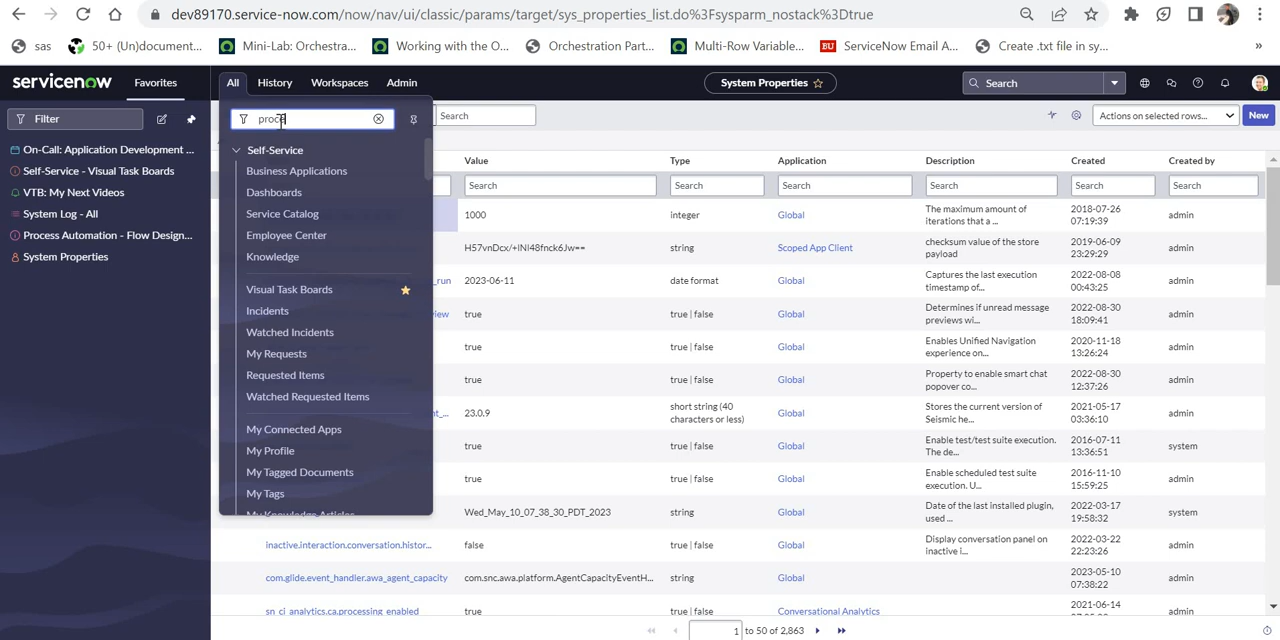 dev89170.service-now.com/now/nav/ui/classic/params/target/sys_properties_list.do%3Fsysparm_nostack%3Dtrue
sas
50+ (Un)document...
Mini-Lab: Orchestra...
Working with the O...
Orchestration Part...
Multi-Row Variable...
BU ServiceNow Email A...
Create .txt file in sy...
»
servicenow
Favorites
All
History
Workspaces
Admin
System Properties
Search
Filter
Search
Actions on selected rows...
New
On-Call: Application Development ...
Self-Service - Visual Task Boards
VTB: My Next Videos
System Log - All
Process Automation - Flow Design...
System Properties
Self-Service
Business Applications
Dashboards
Service Catalog
Employee Center
Knowledge
Visual Task Boards
Incidents
Watched Incidents
My Requests
Requested Items
Watched Requested Items
My Connected Apps
My Profile
My Tagged Documents
My Tags
My Knowledge Articles
Value Type Application Description Created Created by
Search Search Search Search Search Search
1000 integer Global The maximum amount of iterations that a ... 2018-07-26 07:19:39 admin
H57vnDcx/+INI48fnck6Jw== string Scoped App Client checksum value of the store payload 2019-06-09 23:29:29 admin
_run 2023-06-11 date format Global Captures the last execution timestamp of... 2022-08-08 00:43:25 admin
view true true | false Global Determines if unread message previews wi... 2022-08-30 18:09:41 admin
true true | false Global Enables Unified Navigation experience on... 2020-11-18 13:26:24 admin
true true | false Global Property to enable smart chat popover co... 2022-08-30 12:37:26 admin
nt_... 23.0.9 short string (40 characters or less) Global Stores the current version of Seismic he... 2021-05-17 03:36:10 admin
true true | false Global Enable test/test suite execution. The de... 2016-07-11 13:36:51 system
true true | false Global Enable scheduled test suite execution. U... 2016-11-10 15:59:25 admin
Wed_May_10_07_38_30_PDT_2023 string Global Date of the last installed plugin, used ... 2022-03-17 19:58:32 system
inactive.interaction.conversation.histor... false true | false Global Display conversation panel on inactive i... 2022-03-22 22:23:26 admin
com.glide.event_handler.awa_agent_capacity com.snc.awa.platform.AgentCapacityEventH... string Global 2023-05-10 07:38:22 admin
sn_ci_analytics.ca.processing_enabled true true | false Conversational Analytics 2021-06-14 admin
1 to 50 of 2,863